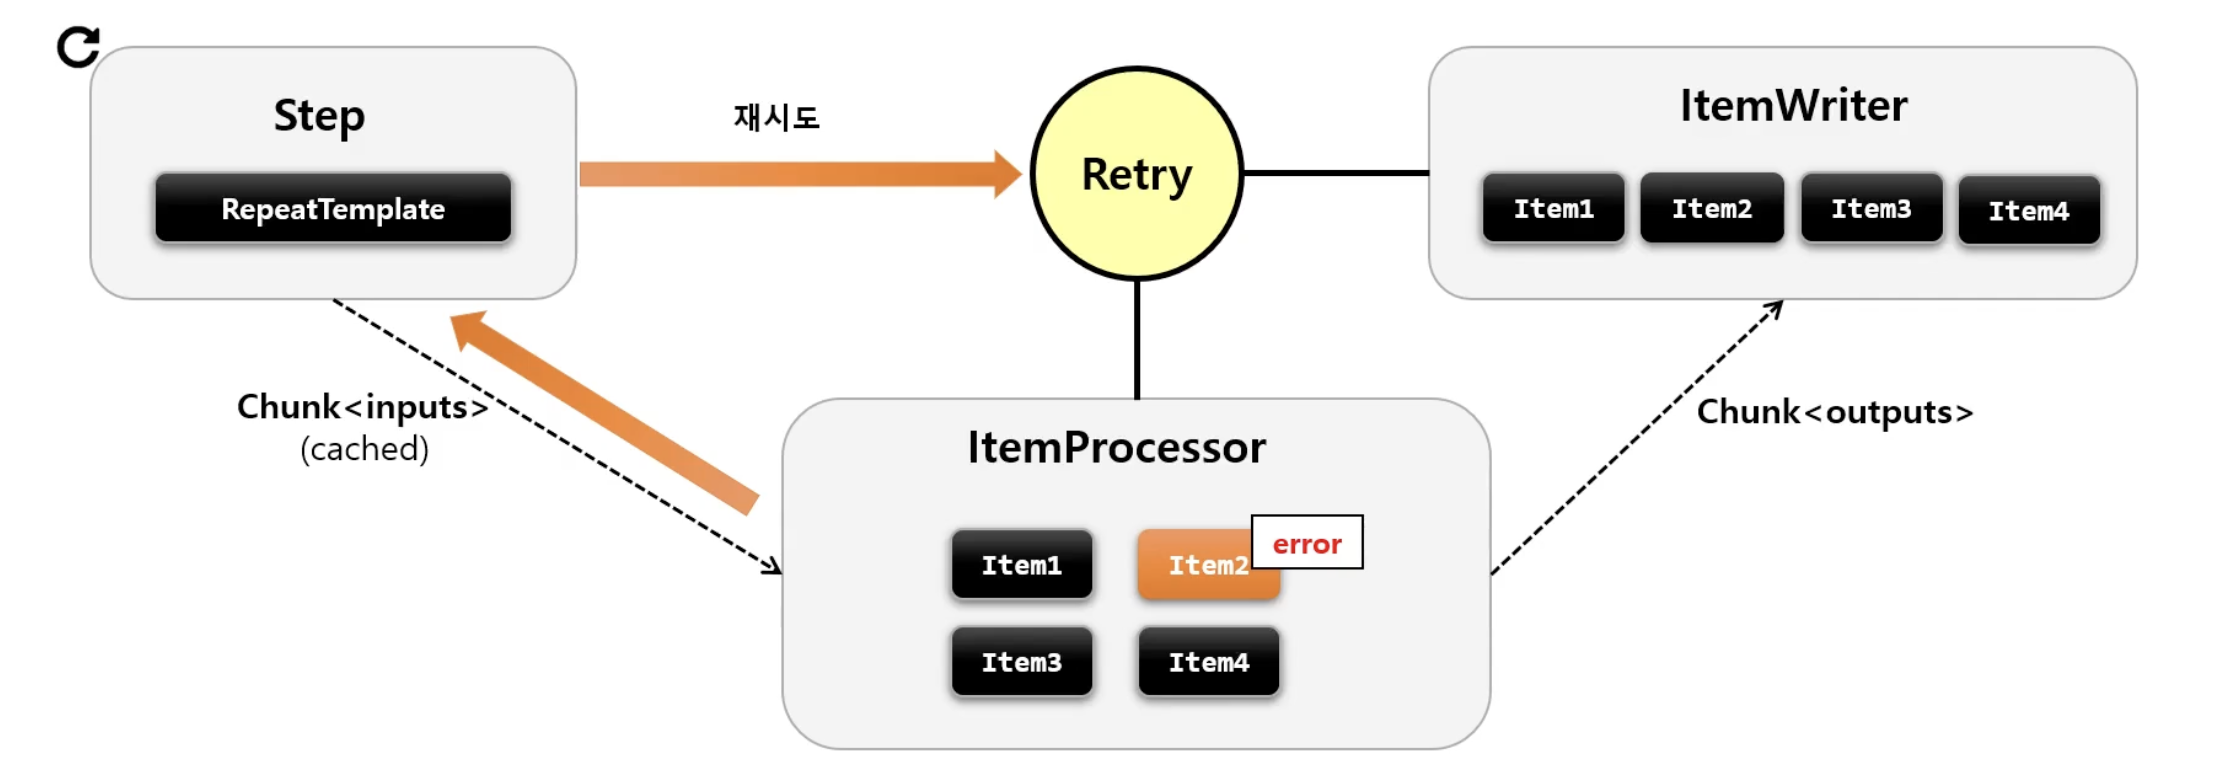 Step
RepeatTemplate
재시도
Retry
ItemWriter
Item1
Item2
Item3
Item4
Chunk<inputs>
(cached)
Chunk<outputs>
ItemProcessor
Item1
Item2
error
Item3
Item4